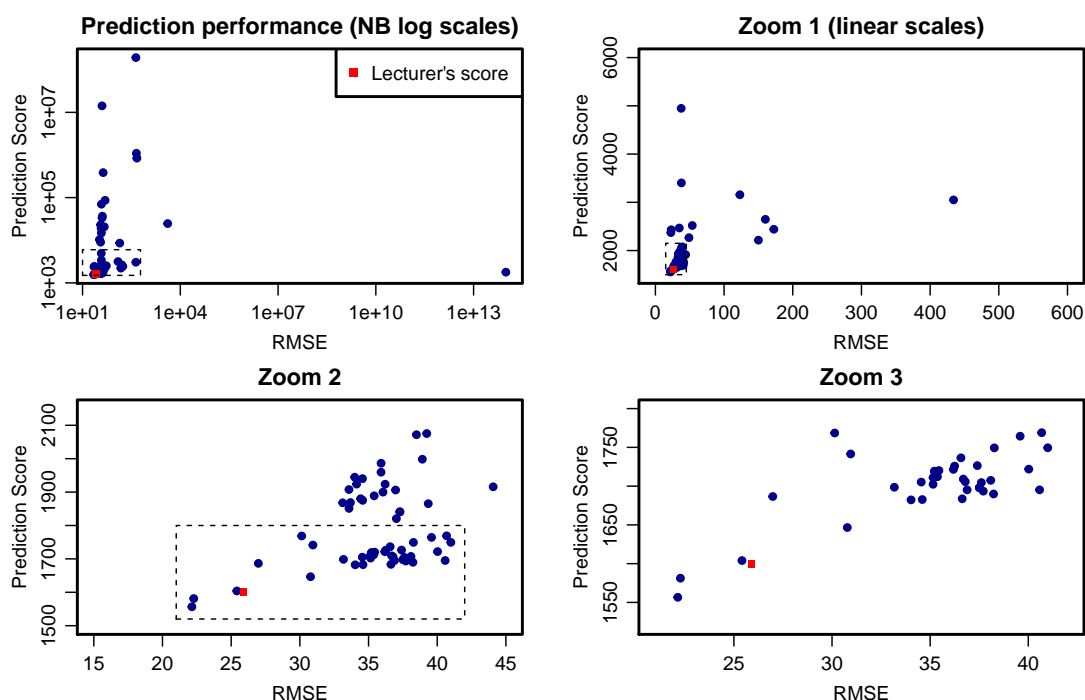 Prediction performance (NB log scales)
Prediction Score
1e+03 1e+05 1e+07
Lecturer's score
1e+01 1e+04 1e+07 1e+10 1e+13
RMSE
Zoom 1 (linear scales)
Prediction Score
2000 4000 6000
0 100 200 300 400 500 600
RMSE
Zoom 2
Prediction Score
1500 1700 1900 2100
15 20 25 30 35 40 45
RMSE
Zoom 3
Prediction Score
1550 1650 1750
25 30 35 40
RMSE